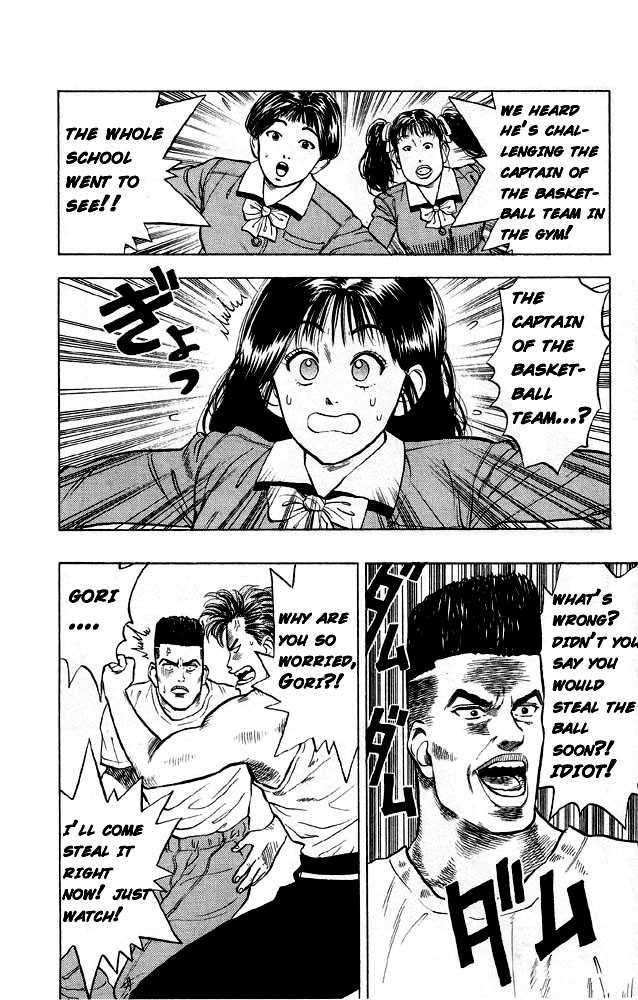 WE HEARD
HE'S CHAL-
LENGING THE
CAPTAIN OF
THE BASKET-
BALL TEAM IN
THE GYM!
THE WHOLE
SCHOOL
WENT TO
SEE!!
THE
CAPTAIN
OF THE
BASKET-
BALL
TEAM...?
ぎょっ
WHAT'S
WRONG?
DIDN'T YOU
SAY YOU
WOULD
STEAL THE
BALL
SOON?!
IDIOT!
ダム
ダム
ダム
WHY ARE
YOU SO
WORRIED,
GORI?!
GORI
....
I'LL COME
STEAL IT
RIGHT
NOW! JUST
WATCH!